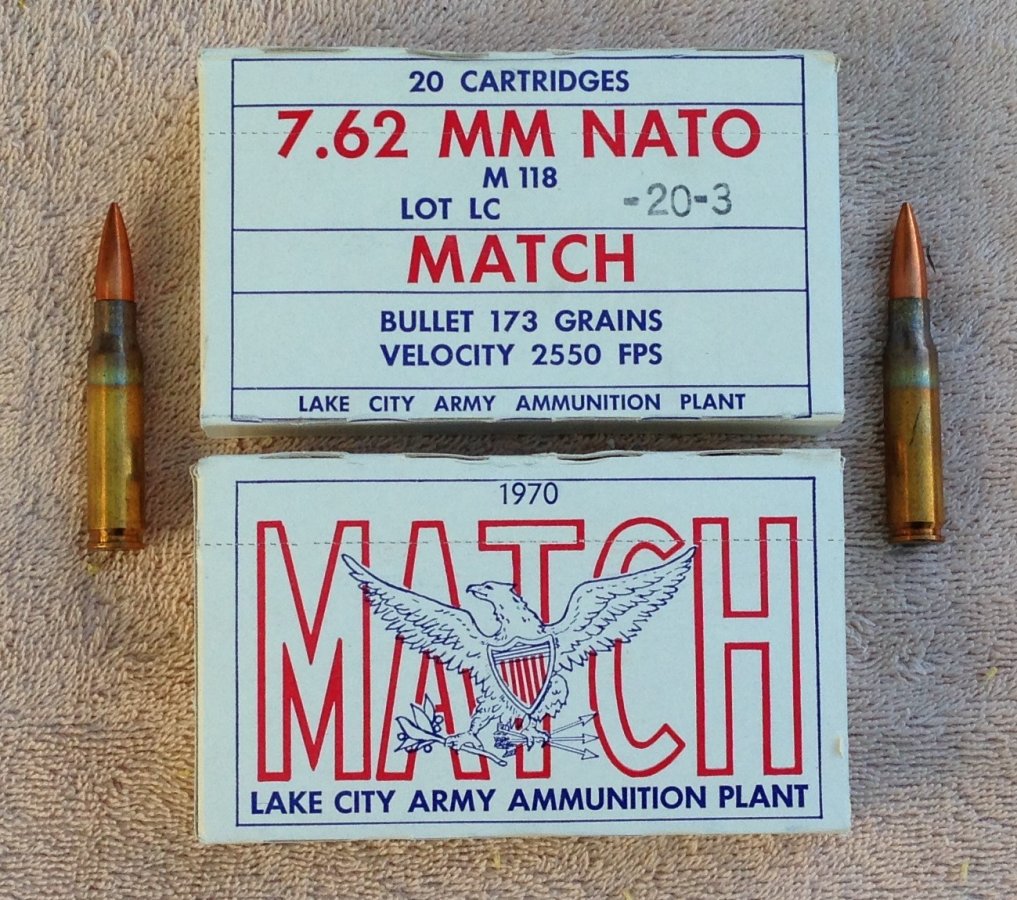 20 CARTRIDGES
7.62 MM NATO
M 118
LOT LC -20-3
MATCH
BULLET 173 GRAINS
VELOCITY 2550 FPS
LAKE CITY ARMY AMMUNITION PLANT
1970
MATCH
LAKE CITY ARMY AMMUNITION PLANT